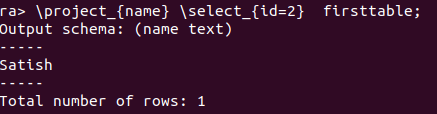 ra> \project_{name} \select_{id=2}  firsttable;
Output schema: (name text)
-----
Satish
-----
Total number of rows: 1